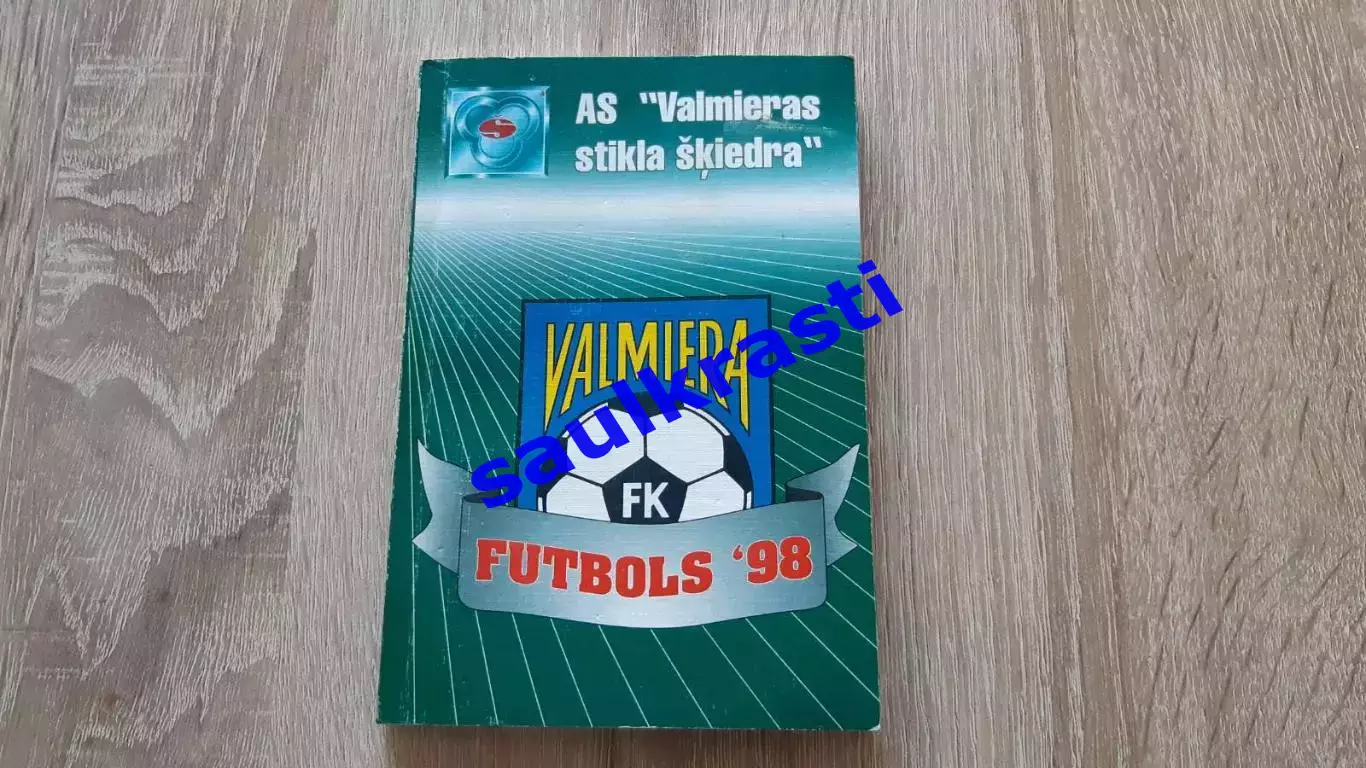 S
AS "Valmieras
stikla šķiedra"
VALMIERA
saulkrasti
FK
FUTBOLS '98